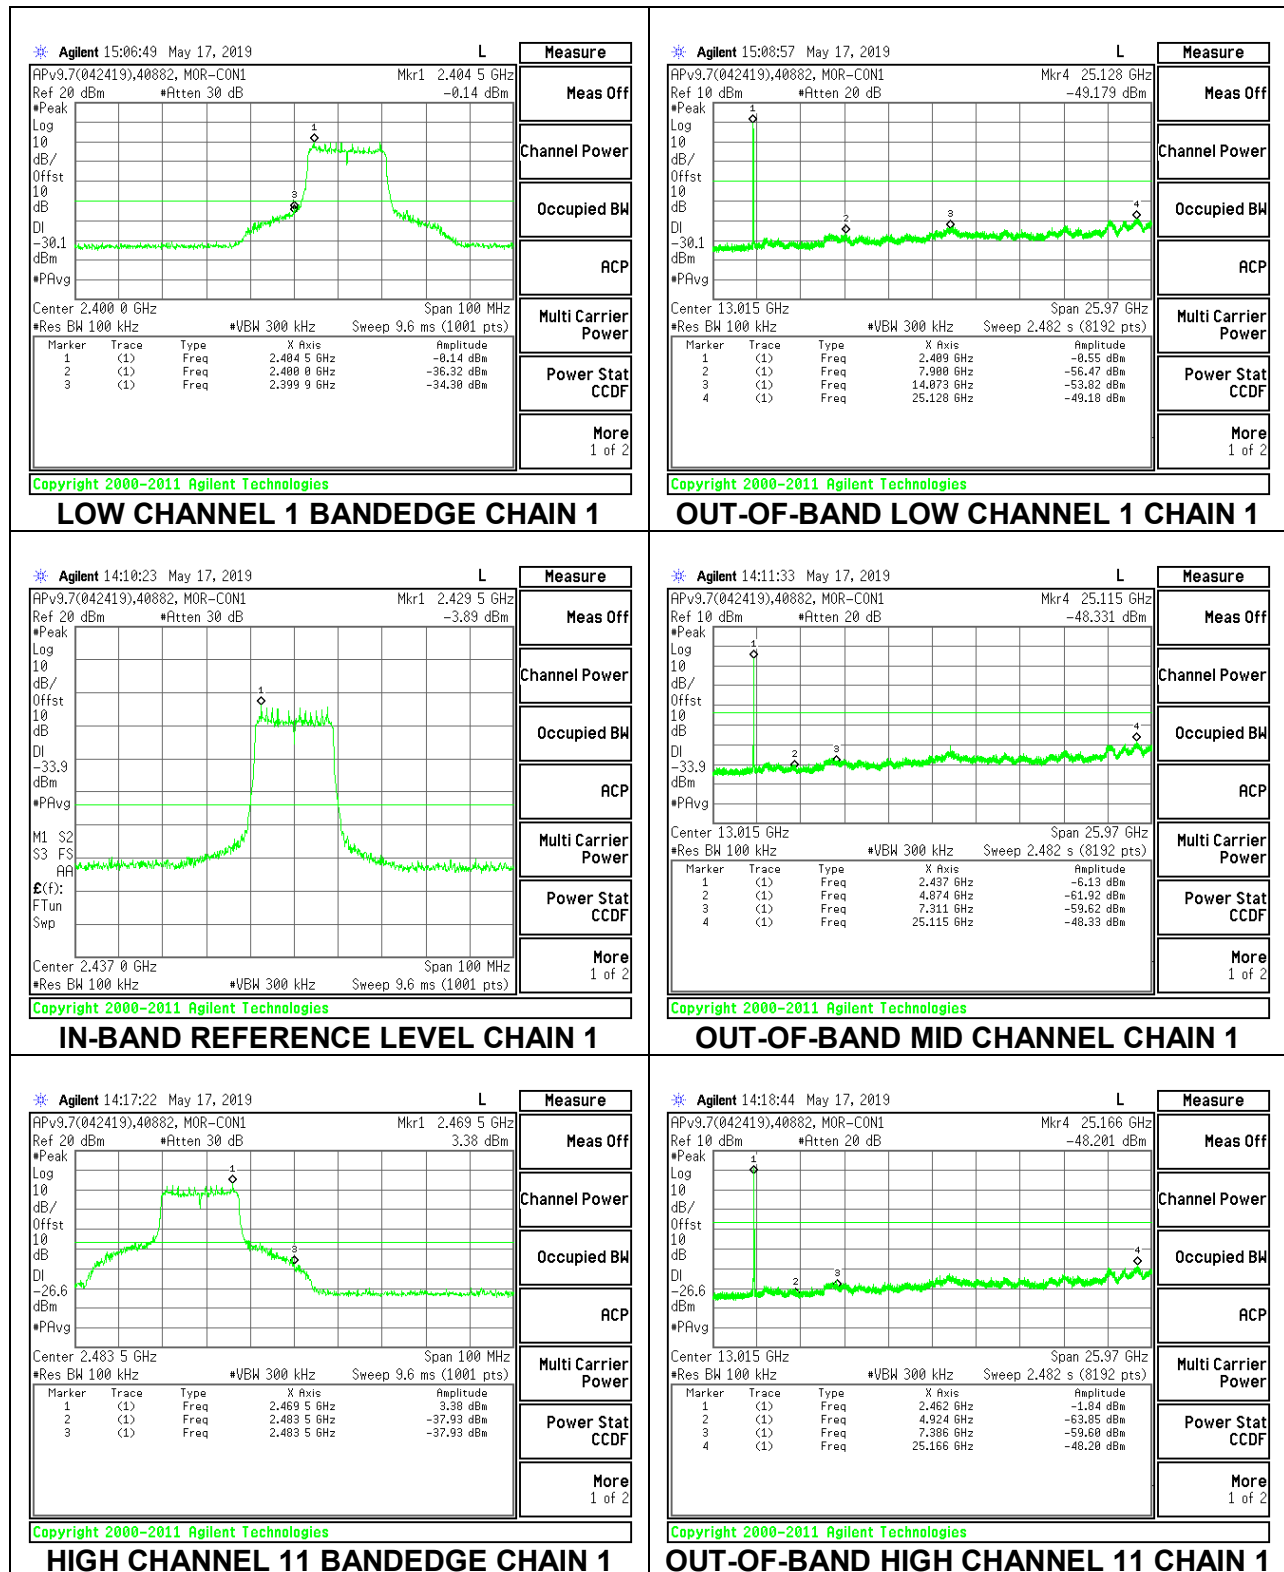 Agilent 15:06:49 May 17, 2019 L
Measure
APv9.7(042419),40882, MOR-CON1 Mkr1 2.404 5 GHz
Ref 20 dBm #Atten 30 dB -0.14 dBm
Meas Off
#Peak
Log
10
dB/
Offst
10
dB
DI
-30.1
dBm
#PAvg
1
3
Channel Power
Occupied BW
ACP
Center 2.400 0 GHz Span 100 MHz
#Res BW 100 kHz #VBW 300 kHz Sweep 9.6 ms (1001 pts)
Multi Carrier
Power
Marker Trace Type X Axis Amplitude
1 (1) Freq 2.404 5 GHz -0.14 dBm
2 (1) Freq 2.400 0 GHz -36.32 dBm
3 (1) Freq 2.399 9 GHz -34.30 dBm
Power Stat
CCDF
More
1 of 2
Copyright 2000-2011 Agilent Technologies
LOW CHANNEL 1 BANDEDGE CHAIN 1
Agilent 15:08:57 May 17, 2019 L
Measure
APv9.7(042419),40882, MOR-CON1 Mkr4 25.128 GHz
Ref 10 dBm #Atten 20 dB -49.179 dBm
Meas Off
#Peak
Log
10
dB/
Offst
10
dB
DI
-30.1
dBm
#PAvg
1
2
3
4
Channel Power
Occupied BW
ACP
Center 13.015 GHz Span 25.97 GHz
#Res BW 100 kHz #VBW 300 kHz Sweep 2.482 s (8192 pts)
Multi Carrier
Power
Marker Trace Type X Axis Amplitude
1 (1) Freq 2.409 GHz -0.55 dBm
2 (1) Freq 7.900 GHz -56.47 dBm
3 (1) Freq 14.073 GHz -53.82 dBm
4 (1) Freq 25.128 GHz -49.18 dBm
Power Stat
CCDF
More
1 of 2
Copyright 2000-2011 Agilent Technologies
OUT-OF-BAND LOW CHANNEL 1 CHAIN 1
Agilent 14:10:23 May 17, 2019 L
Measure
APv9.7(042419),40882, MOR-CON1 Mkr1 2.429 5 GHz
Ref 20 dBm #Atten 30 dB -3.89 dBm
Meas Off
#Peak
Log
10
dB/
Offst
10
dB
DI
-33.9
dBm
#PAvg
M1 S2
S3 FS
AA
£(f):
FTun
Swp
1
Channel Power
Occupied BW
ACP
Multi Carrier
Power
Power Stat
CCDF
More
1 of 2
Center 2.437 0 GHz Span 100 MHz
#Res BW 100 kHz #VBW 300 kHz Sweep 9.6 ms (1001 pts)
Copyright 2000-2011 Agilent Technologies
IN-BAND REFERENCE LEVEL CHAIN 1
Agilent 14:11:33 May 17, 2019 L
Measure
APv9.7(042419),40882, MOR-CON1 Mkr4 25.115 GHz
Ref 10 dBm #Atten 20 dB -48.331 dBm
Meas Off
#Peak
Log
10
dB/
Offst
10
dB
DI
-33.9
dBm
#PAvg
1
2
3
4
Channel Power
Occupied BW
ACP
Center 13.015 GHz Span 25.97 GHz
#Res BW 100 kHz #VBW 300 kHz Sweep 2.482 s (8192 pts)
Multi Carrier
Power
Marker Trace Type X Axis Amplitude
1 (1) Freq 2.437 GHz -6.13 dBm
2 (1) Freq 4.874 GHz -61.92 dBm
3 (1) Freq 7.311 GHz -59.62 dBm
4 (1) Freq 25.115 GHz -48.33 dBm
Power Stat
CCDF
More
1 of 2
Copyright 2000-2011 Agilent Technologies
OUT-OF-BAND MID CHANNEL CHAIN 1
Agilent 14:17:22 May 17, 2019 L
Measure
APv9.7(042419),40882, MOR-CON1 Mkr1 2.469 5 GHz
Ref 20 dBm #Atten 30 dB 3.38 dBm
Meas Off
#Peak
Log
10
dB/
Offst
10
dB
DI
-26.6
dBm
#PAvg
1
3
Channel Power
Occupied BW
ACP
Center 2.483 5 GHz Span 100 MHz
#Res BW 100 kHz #VBW 300 kHz Sweep 9.6 ms (1001 pts)
Multi Carrier
Power
Marker Trace Type X Axis Amplitude
1 (1) Freq 2.469 5 GHz 3.38 dBm
2 (1) Freq 2.483 5 GHz -37.93 dBm
3 (1) Freq 2.483 5 GHz -37.93 dBm
Power Stat
CCDF
More
1 of 2
Copyright 2000-2011 Agilent Technologies
HIGH CHANNEL 11 BANDEDGE CHAIN 1
Agilent 14:18:44 May 17, 2019 L
Measure
APv9.7(042419),40882, MOR-CON1 Mkr4 25.166 GHz
Ref 10 dBm #Atten 20 dB -48.201 dBm
Meas Off
#Peak
Log
10
dB/
Offst
10
dB
DI
-26.6
dBm
#PAvg
1
2
3
4
Channel Power
Occupied BW
ACP
Center 13.015 GHz Span 25.97 GHz
#Res BW 100 kHz #VBW 300 kHz Sweep 2.482 s (8192 pts)
Multi Carrier
Power
Marker Trace Type X Axis Amplitude
1 (1) Freq 2.462 GHz -1.84 dBm
2 (1) Freq 4.924 GHz -63.85 dBm
3 (1) Freq 7.386 GHz -59.60 dBm
4 (1) Freq 25.166 GHz -48.20 dBm
Power Stat
CCDF
More
1 of 2
Copyright 2000-2011 Agilent Technologies
OUT-OF-BAND HIGH CHANNEL 11 CHAIN 1